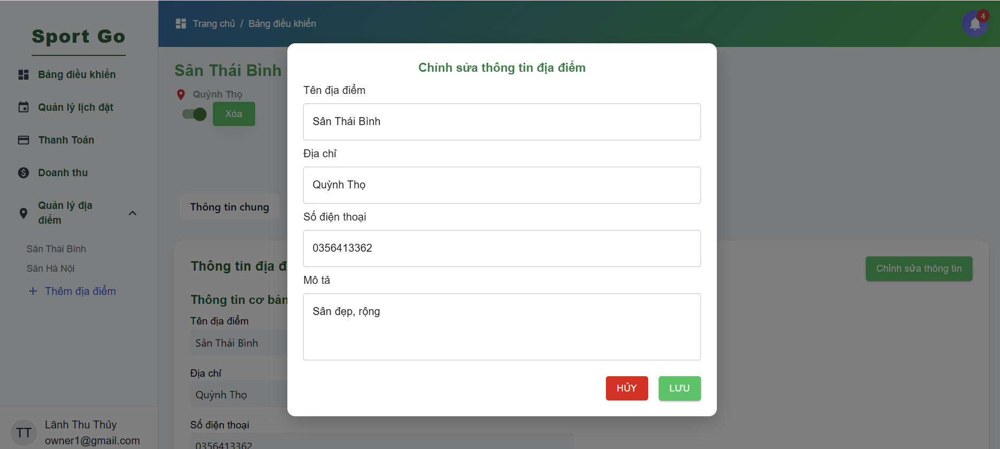 Sport Go
Bảng điều khiển
Quản lý lịch đặt
Thanh Toán
Doanh thu
Quản lý địa
điểm
Sân Thái Bình
Sân Hà Nội
+ Thêm địa điểm
TT
Lãnh Thu Thủy
owner1@gmail.com
Trang chủ / Bảng điều khiển
4
Sân Thái Bình
Quỳnh Thọ
Xóa
Thông tin chung
Thông tin địa đ
Chỉnh sửa thông tin
Thông tin cơ bản
Tên địa điểm
Sân Thái Bình
Địa chỉ
Quỳnh Thọ
Số điện thoại
0356413362
Chỉnh sửa thông tin địa điểm
Tên địa điểm
Sân Thái Bình
Địa chỉ
Quỳnh Thọ
Số điện thoại
0356413362
Mô tả
Sân đẹp, rộng
HỦY
LƯU